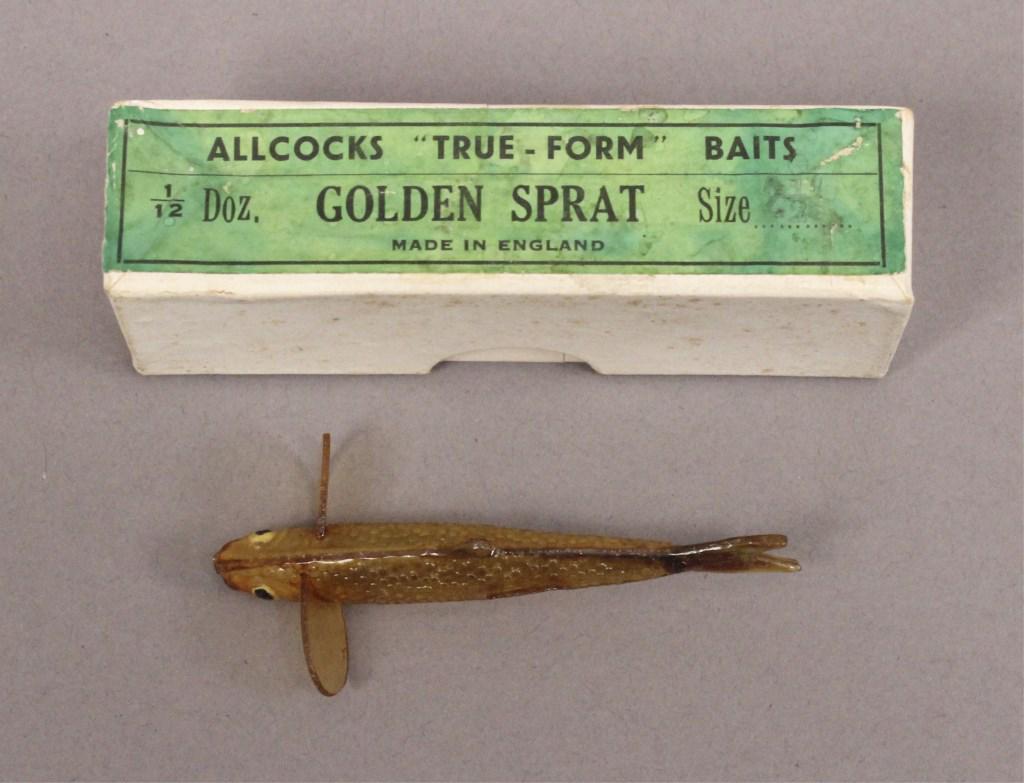 ALLCOCKS "TRUE - FORM" BAITS
1/12 Doz. GOLDEN SPRAT Size ............
MADE IN ENGLAND